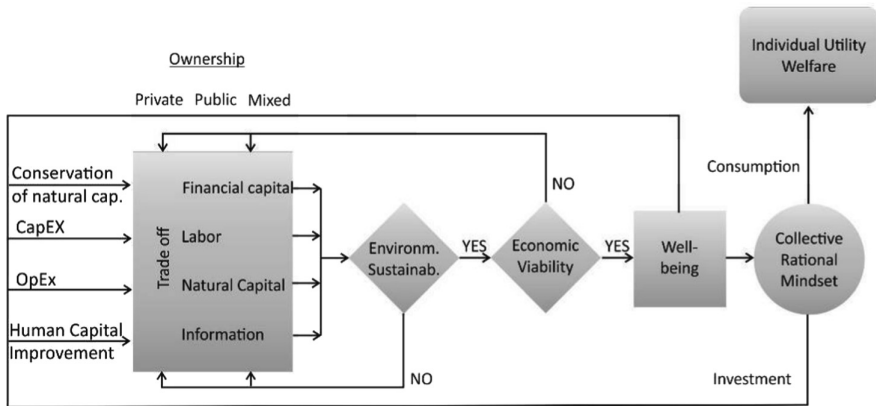 Individual Utility
Welfare
Ownership
Private Public Mixed
Consumption
Conservation
of natural cap.
CapEX
OpEx
Human Capital
Improvement
Trade off
Financial capital
Labor
Natural Capital
Information
Environm.
Sustainab.
YES
NO
Economic
Viability
YES
NO
Well-
being
Collective
Rational
Mindset
Investment